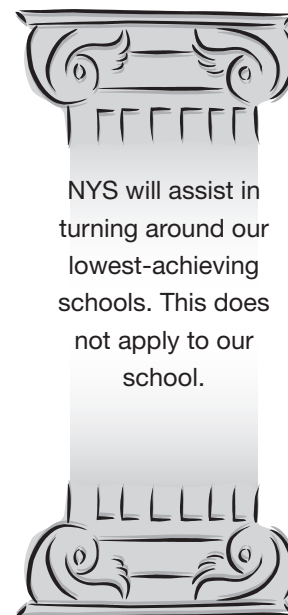 NYS will assist in
turning around our
lowest-achieving
schools. This does
not apply to our
school.